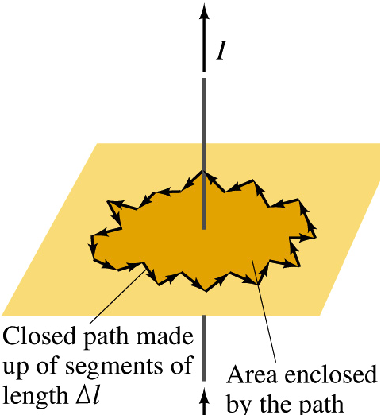 I
Closed path made
up of segments of
length Δl
Area enclosed
by the path